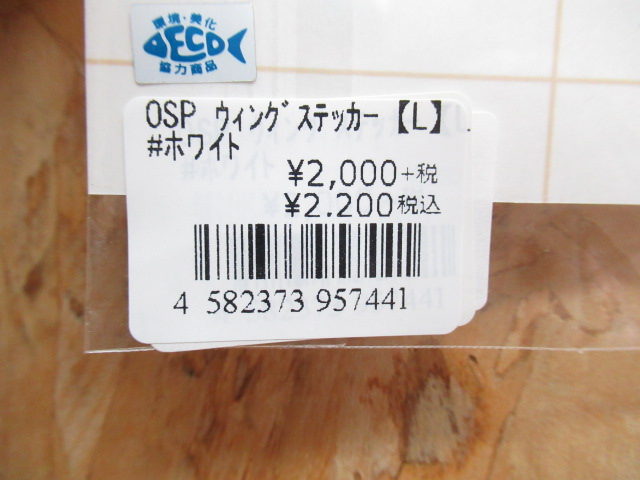 環境・美化
ECO
協力商品
OSP ウィングステッカー【L】
#ホワイト
¥2,000+税
¥2.200税込
4 582373 957441